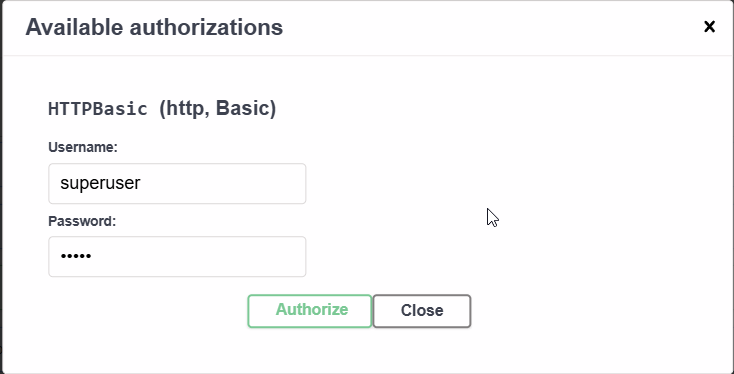 Available authorizations
HTTPBasic (http, Basic)
Username:
superuser
Password:
•••••
Authorize Close